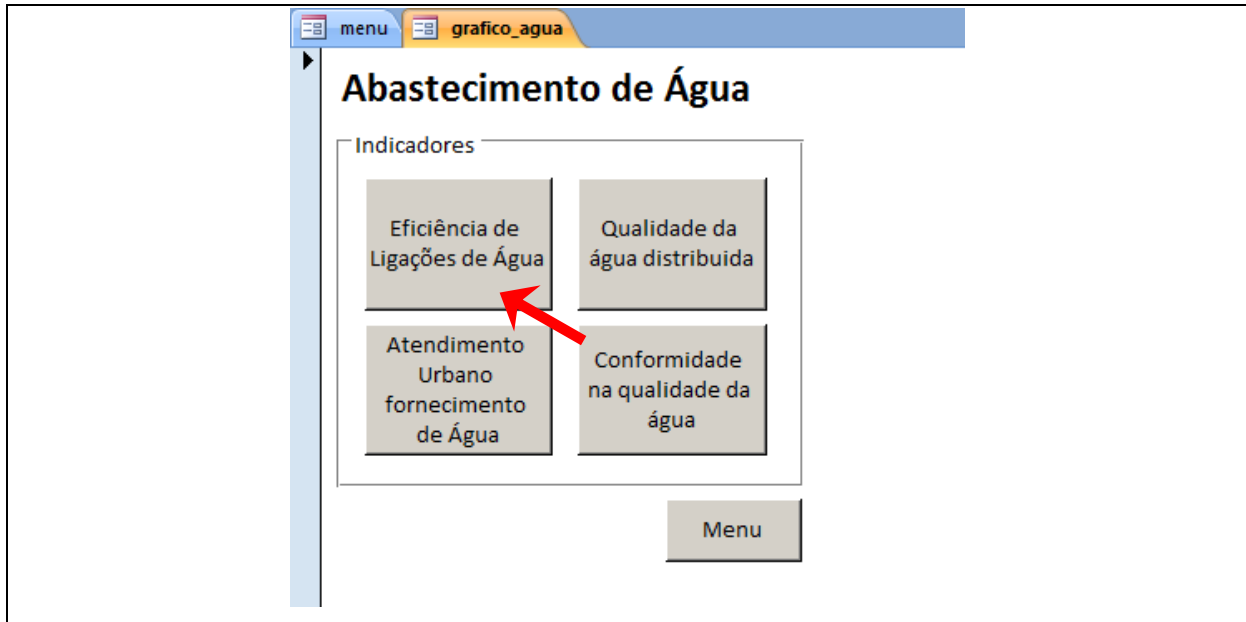 menu
grafico_agua
Abastecimento de Água
Indicadores
Eficiência de
Ligações de Água
Qualidade da
água distribuida
Atendimento
Urbano
fornecimento
de Água
Conformidade
na qualidade da
água
Menu